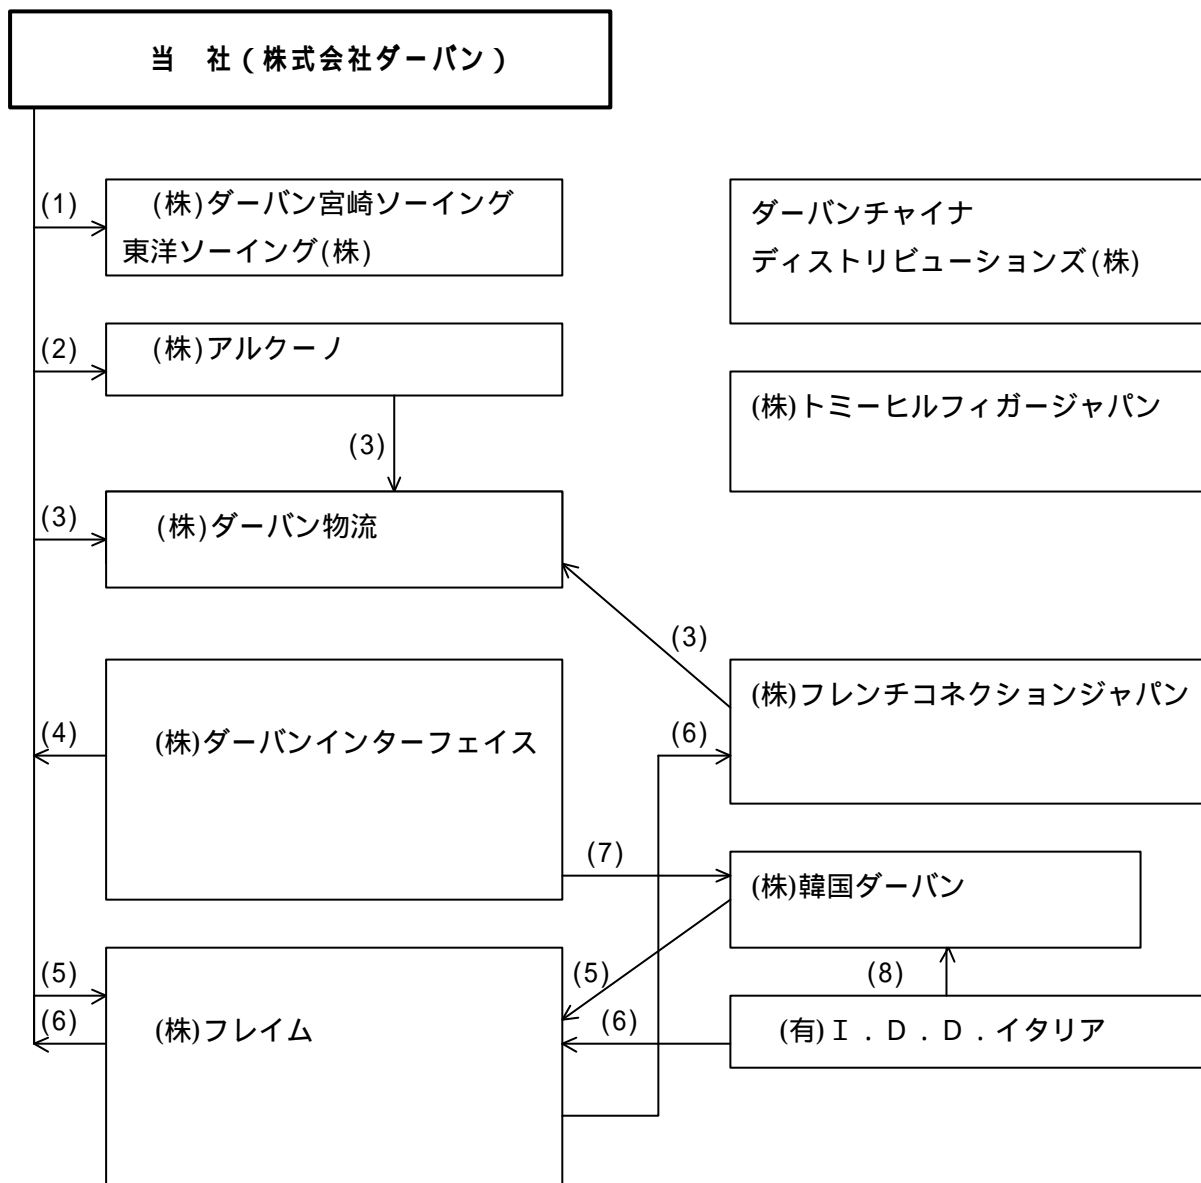 当 社（株式会社ダーバン）
(1)
(株)ダーバン宮崎ソーイング
東洋ソーイング(株)
ダーバンチャイナ
ディストリビューションズ(株)
(2)
(株)アルクーノ
(株)トミーヒルフィガージャパン
(3)
(3)
(株)ダーバン物流
(3)
(株)フレンチコネクションジャパン
(4)
(株)ダーバンインターフェイス
(6)
(7)
(株)韓国ダーバン
(5)
(5)
(8)
(6)
(株)フレイム
(6)
(有)Ｉ．Ｄ．Ｄ．イタリア